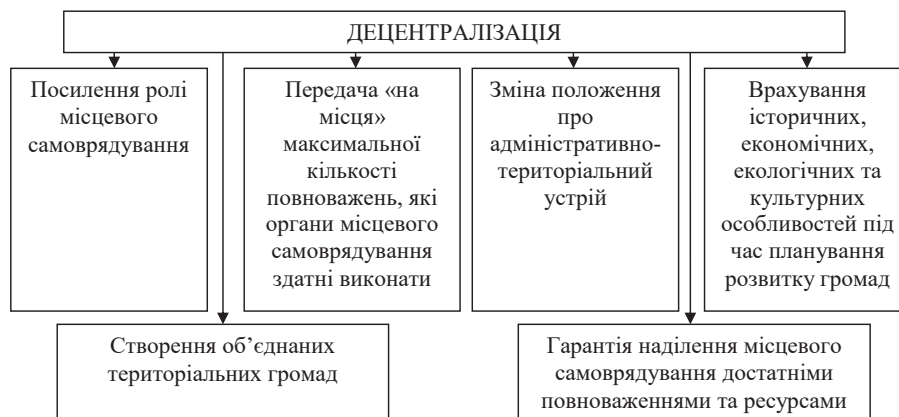 ДЕЦЕНТРАЛІЗАЦІЯ
Посилення ролі
місцевого
самоврядування
Передача «на
місця»
максимальної
кількості
повноважень, які
органи місцевого
самоврядування
здатні виконати
Зміна положення
про
адміністративно-
територіальний
устрій
Врахування
історичних,
економічних,
екологічних та
культурних
особливостей під
час планування
розвитку громад
Створення об’єднаних
територіальних громад
Гарантія наділення місцевого
самоврядування достатніми
повноваженнями та ресурсами